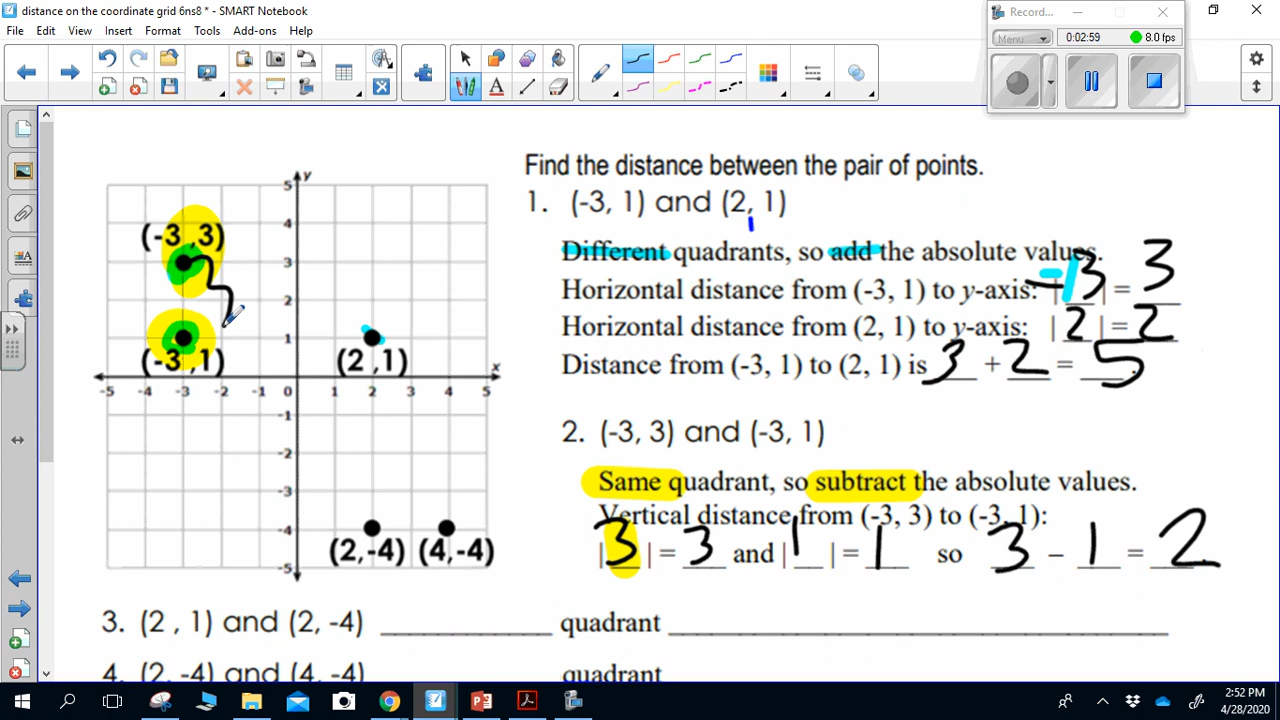 distance on the coordinate grid 6ns8 * - SMART Notebook
File Edit View Insert Format Tools Add-ons Help
Record...
Menu 00:02:59 8.0 fps
Find the distance between the pair of points.
1. (-3, 1) and (2, 1)
Different quadrants, so add the absolute values.
Horizontal distance from (-3, 1) to y-axis: |-3| = 3
Horizontal distance from (2, 1) to y-axis: |2| = 2
Distance from (-3, 1) to (2, 1) is 3 + 2 = 5.
2. (-3, 3) and (-3, 1)
Same quadrant, so subtract the absolute values.
Vertical distance from (-3, 3) to (-3, 1):
|3| = 3 and |1| = 1 so 3 - 1 = 2
y
5
(-3 ,3) 4
3
2
1
(-3 ,1) (2 ,1)
x
-5 -4 -3 -2 -1 0 1 2 3 4 5
-1
-2
-3
-4
(2,-4) (4,-4)
-5
3. (2 , 1) and (2, -4) ____________ quadrant ____________
4. (2, -4) and (4, -4) quadrant
2:52 PM
4/28/2020